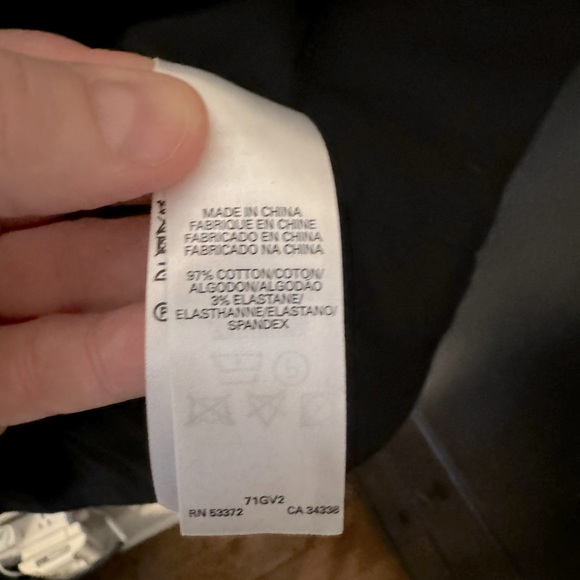 MADE IN CHINA
FABRIQUE EN CHINE
FABRICADO EN CHINA
FABRICADO NA CHINA
97% COTTON/COTON/
ALGODON/ALGODÃO
3% ELASTANE/
ELASTHANNE/ELASTANO/
SPANDEX
71GV2
RN 53372 CA 34338